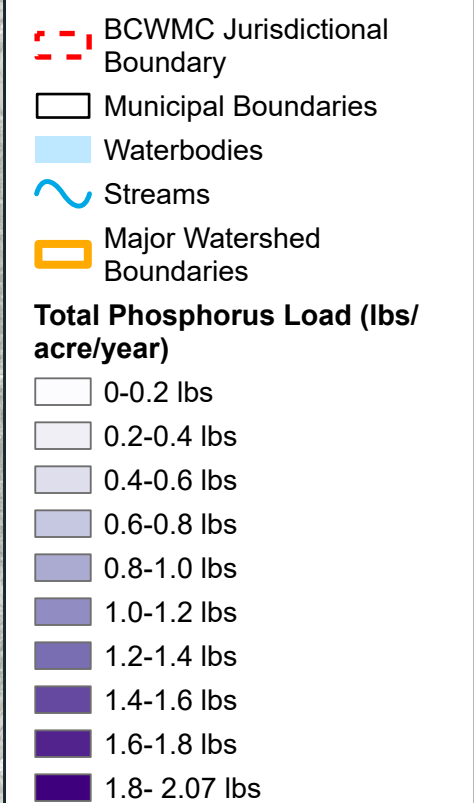 BCWMC Jurisdictional
Boundary
Municipal Boundaries
Waterbodies
Streams
Major Watershed
Boundaries
Total Phosphorus Load (lbs/
acre/year)
0-0.2 lbs
0.2-0.4 lbs
0.4-0.6 lbs
0.6-0.8 lbs
0.8-1.0 lbs
1.0-1.2 lbs
1.2-1.4 lbs
1.4-1.6 lbs
1.6-1.8 lbs
1.8- 2.07 lbs